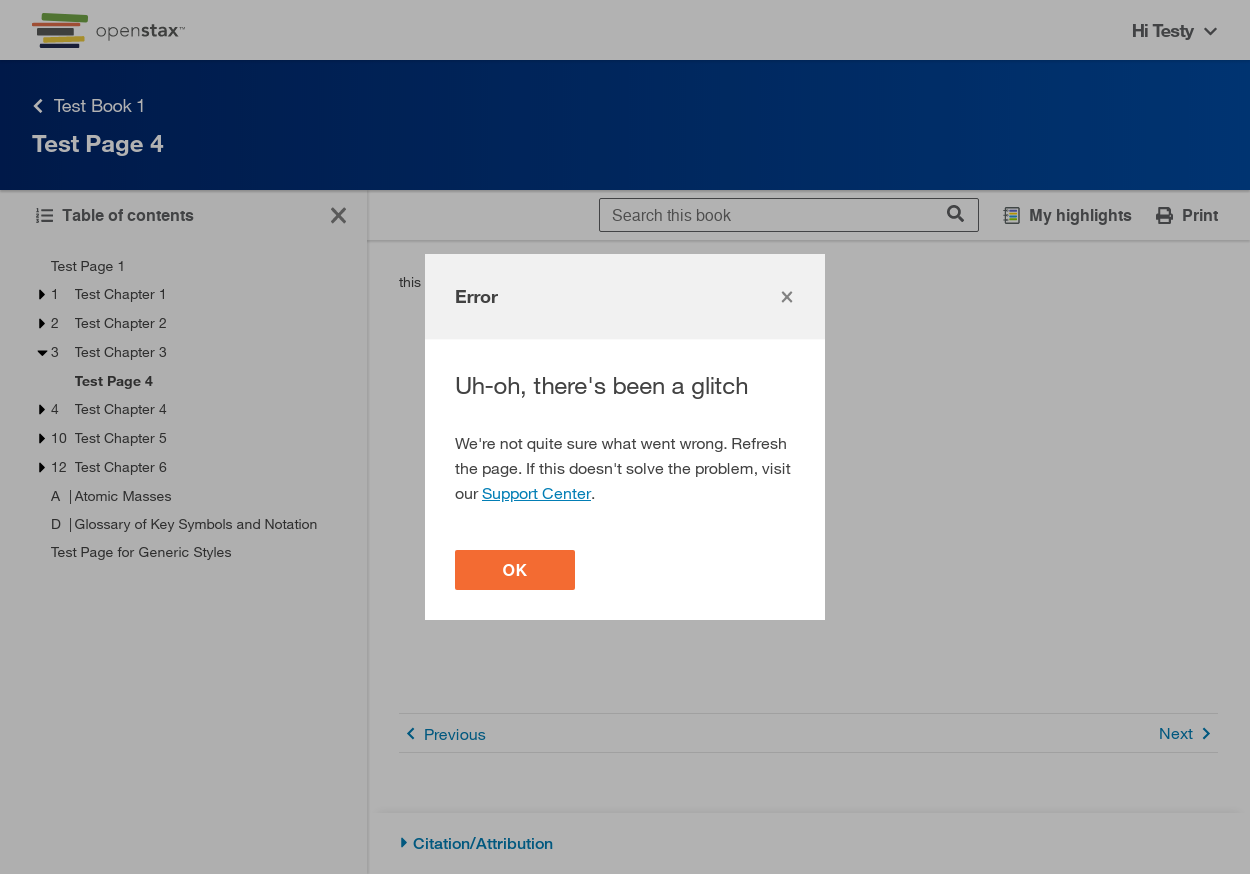 openstax™
Hi Testy
Test Book 1
Test Page 4
Table of contents
Search this book
My highlights
Print
Test Page 1
1 Test Chapter 1
2 Test Chapter 2
3 Test Chapter 3
Test Page 4
4 Test Chapter 4
10 Test Chapter 5
12 Test Chapter 6
A | Atomic Masses
D | Glossary of Key Symbols and Notation
Test Page for Generic Styles
this
Error
×
Uh-oh, there's been a glitch
We're not quite sure what went wrong. Refresh
the page. If this doesn't solve the problem, visit
our Support Center.
OK
Previous
Next
Citation/Attribution